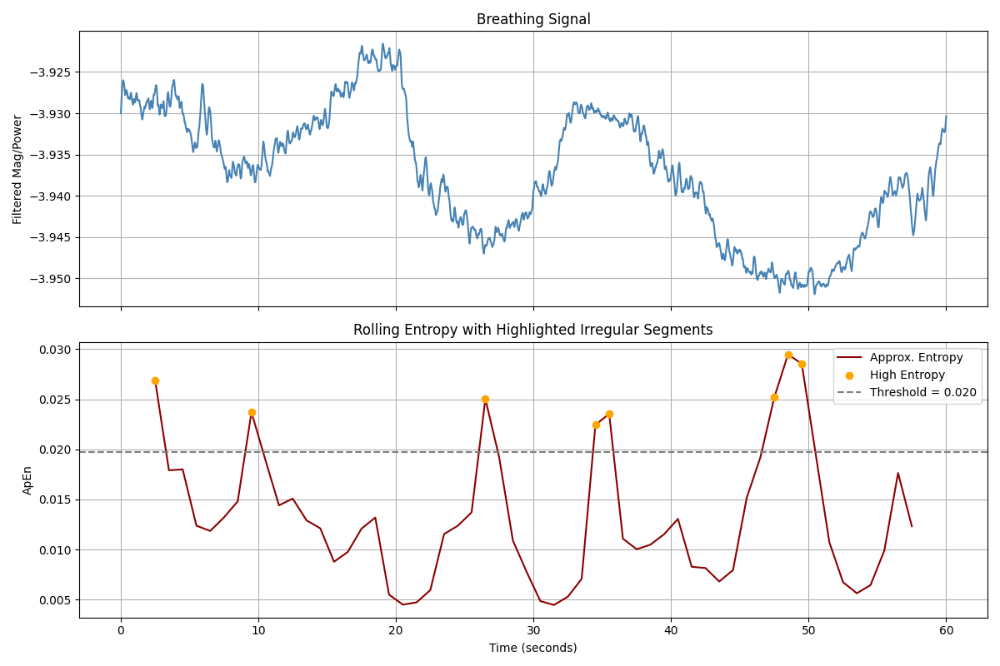 Breathing Signal
Filtered Mag/Power
−3.925
−3.930
−3.935
−3.940
−3.945
−3.950
Rolling Entropy with Highlighted Irregular Segments
ApEn
0.030
0.025
0.020
0.015
0.010
0.005
Approx. Entropy
High Entropy
Threshold = 0.020
0 10 20 30 40 50 60
Time (seconds)